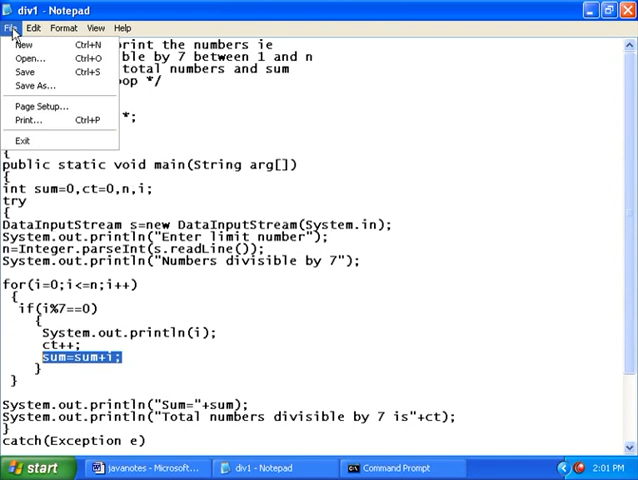 div1 - Notepad
File Edit Format View Help
New Ctrl+N
Open... Ctrl+O
Save Ctrl+S
Save As...
Page Setup...
Print... Ctrl+P
Exit
print the numbers ie
ble by 7 between 1 and n
total numbers and sum
oop */
*;
{
public static void main(String arg[])
{
int sum=0,ct=0,n,i;
try
{
DataInputStream s=new DataInputStream(System.in);
System.out.println("Enter limit number");
n=Integer.parseInt(s.readLine());
System.out.println("Numbers divisible by 7");
for(i=0;i<=n;i++)
{
if(i%7==0)
{
System.out.println(i);
ct++;
sum=sum+i;
}
}
System.out.println("Sum="+sum);
System.out.println("Total numbers divisible by 7 is"+ct);
}
catch(Exception e)
start javanotes - Microsoft... div1 - Notepad Command Prompt 2:01 PM